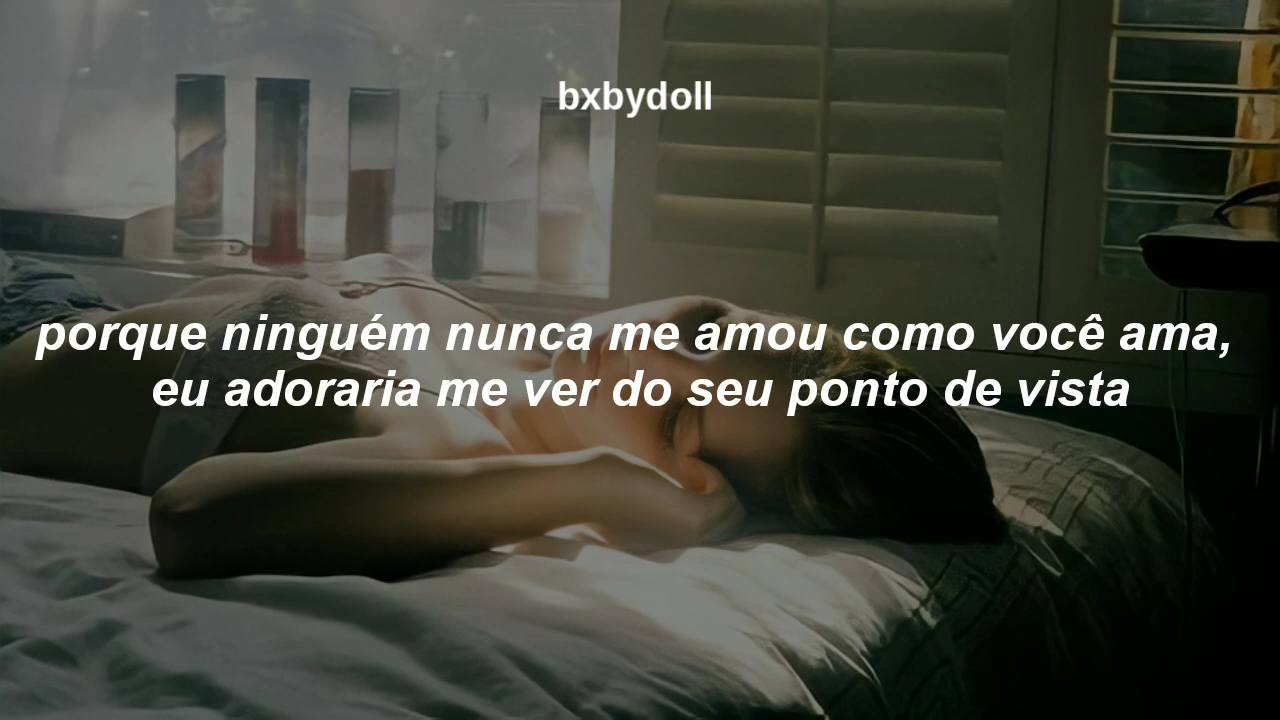 bxbydoll
porque ninguém nunca me amou como você ama,
eu adoraria me ver do seu ponto de vista